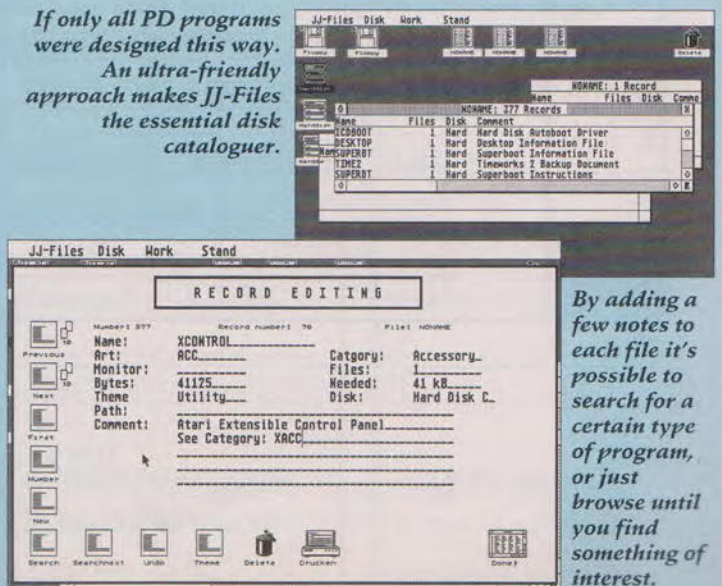 If only all PD programs
were designed this way.
An ultra-friendly
approach makes JJ-Files
the essential disk
cataloguer.
JJ-Files Disk Work Stand
Floppy Floppy NONAME NONAME NONAME Delete
NONAME: 1 Record
Name Files Disk Comme
NONAME: 377 Records
Name Files Disk Comment
ICDBOOT 1 Hard Hard Disk Autoboot Driver
DESKTOP 1 Hard Desktop Information File
SUPERBT 1 Hard Superboot Information File
TIME2 1 Hard Timeworks 2 Backup Document
SUPERBT 1 Hard Superboot Instructions
JJ-Files Disk Work Stand
RECORD EDITING
Number: 377 Record number: 70 File: NONAME
Name: XCONTROL
Art: ACC Catgory: Accessory
Monitor: Files: 1
Bytes: 41125 Needed: 41 kB
Theme Utility Disk: Hard Disk C
Path:
Comment: Atari Extensible Control Panel
See Category: XACC
10
Previous
10
Next
First
Number
New
Search Searchnext Undo Theme Delete Drucken Done!
By adding a
few notes to
each file it's
possible to
search for a
certain type
of program,
or just
browse until
you find
something of
interest.